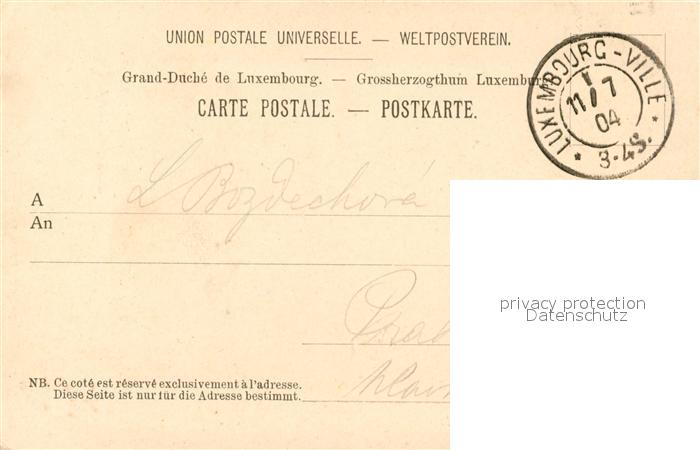 UNION POSTALE UNIVERSELLE. — WELTPOSTVEREIN.
Grand-Duché de Luxembourg. — Grossherzogthum Luxemburg
CARTE POSTALE. — POSTKARTE.
LUXEMBOURG-VILLE
11 7
04
* 3-4S. *
L Bozdechová
A
An
NB. Ce coté est réservé exclusivement à l'adresse.
Diese Seite ist nur für die Adresse bestimmt.
privacy protection
Datenschutz